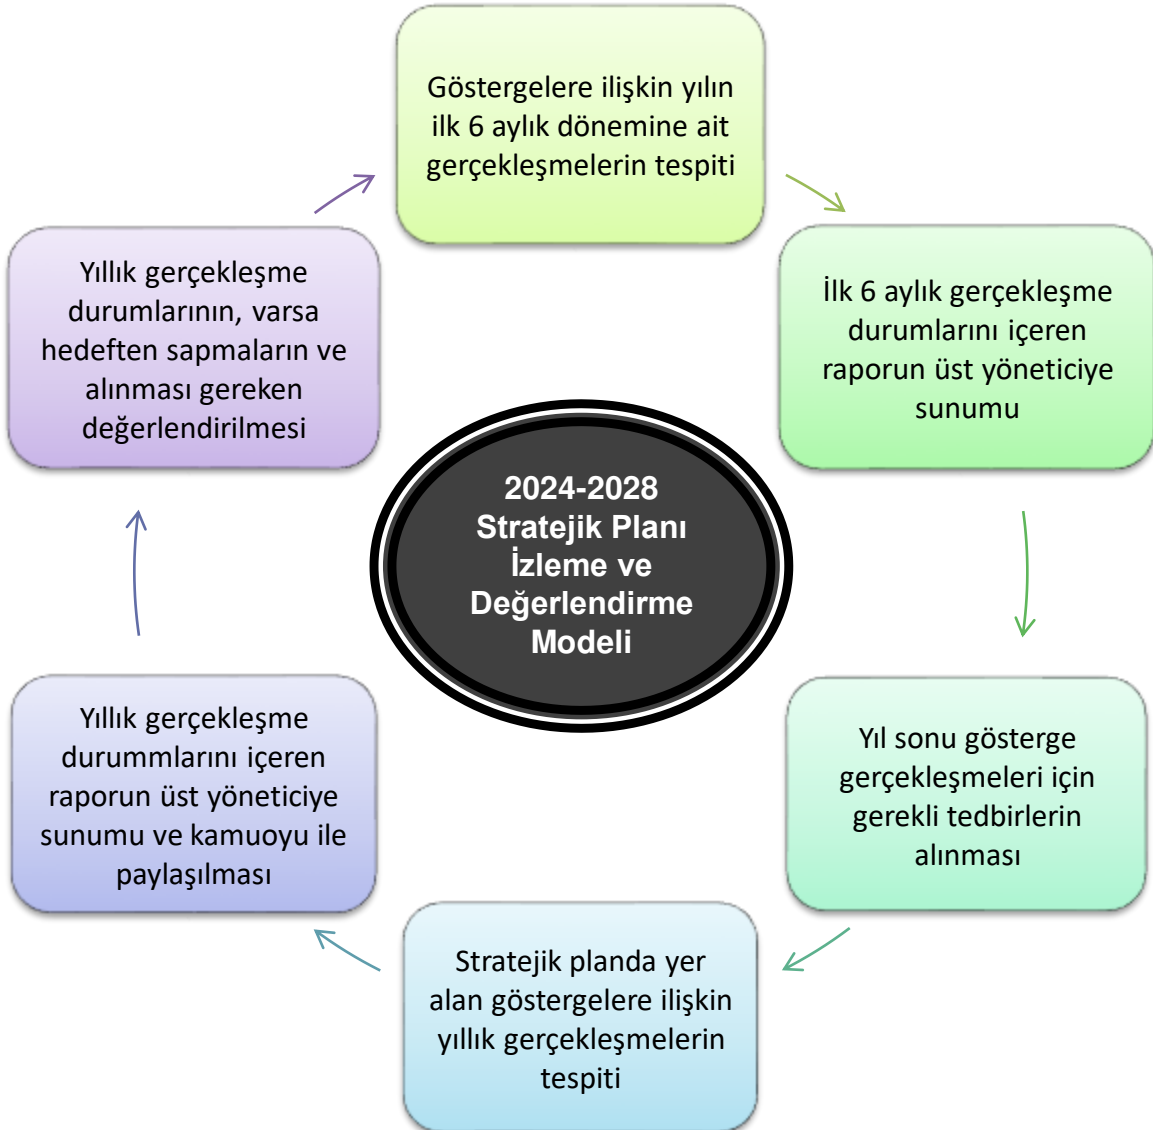 Göstergelere ilişkin yılın
ilk 6 aylık dönemine ait
gerçekleşmelerin tespiti
İlk 6 aylık gerçekleşme
durumlarını içeren
raporun üst yöneticiye
sunumu
Yıl sonu gösterge
gerçekleşmeleri için
gerekli tedbirlerin
alınması
Stratejik planda yer
alan göstergelere ilişkin
yıllık gerçekleşmelerin
tespiti
Yıllık gerçekleşme
durummlarını içeren
raporun üst yöneticiye
sunumu ve kamuoyu ile
paylaşılması
Yıllık gerçekleşme
durumlarının, varsa
hedeften sapmaların ve
alınması gereken
değerlendirilmesi
2024-2028
Stratejik Planı
İzleme ve
Değerlendirme
Modeli